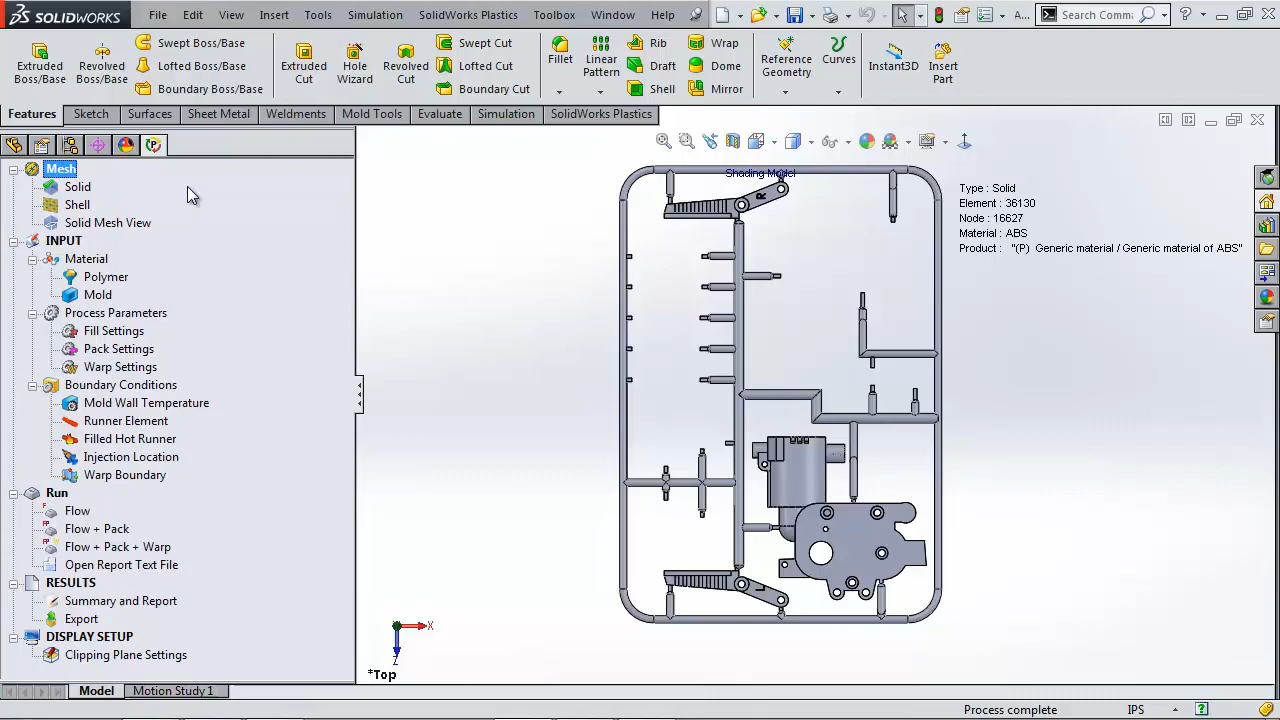 SOLIDWORKS
File Edit View Insert Tools Simulation SolidWorks Plastics Toolbox Window Help
A...
Search Comma
Extruded Boss/Base
Revolved Boss/Base
Swept Boss/Base
Lofted Boss/Base
Boundary Boss/Base
Extruded Cut
Hole Wizard
Revolved Cut
Swept Cut
Lofted Cut
Boundary Cut
Fillet
Linear Pattern
Rib
Draft
Shell
Wrap
Dome
Mirror
Reference Geometry
Curves
Instant3D
Insert Part
Features Sketch Surfaces Sheet Metal Weldments Mold Tools Evaluate Simulation SolidWorks Plastics
Mesh
Solid
Shell
Solid Mesh View
INPUT
Material
Polymer
Mold
Process Parameters
Fill Settings
Pack Settings
Warp Settings
Boundary Conditions
Mold Wall Temperature
Runner Element
Filled Hot Runner
Injection Location
Warp Boundary
Run
Flow
Flow + Pack
Flow + Pack + Warp
Open Report Text File
RESULTS
Summary and Report
Export
DISPLAY SETUP
Clipping Plane Settings
Shading Model
R
L
Type : Solid
Element : 36130
Node : 16627
Material : ABS
Product : "(P) Generic material / Generic material of ABS"
X
Z
*Top
Model Motion Study 1
Process complete IPS